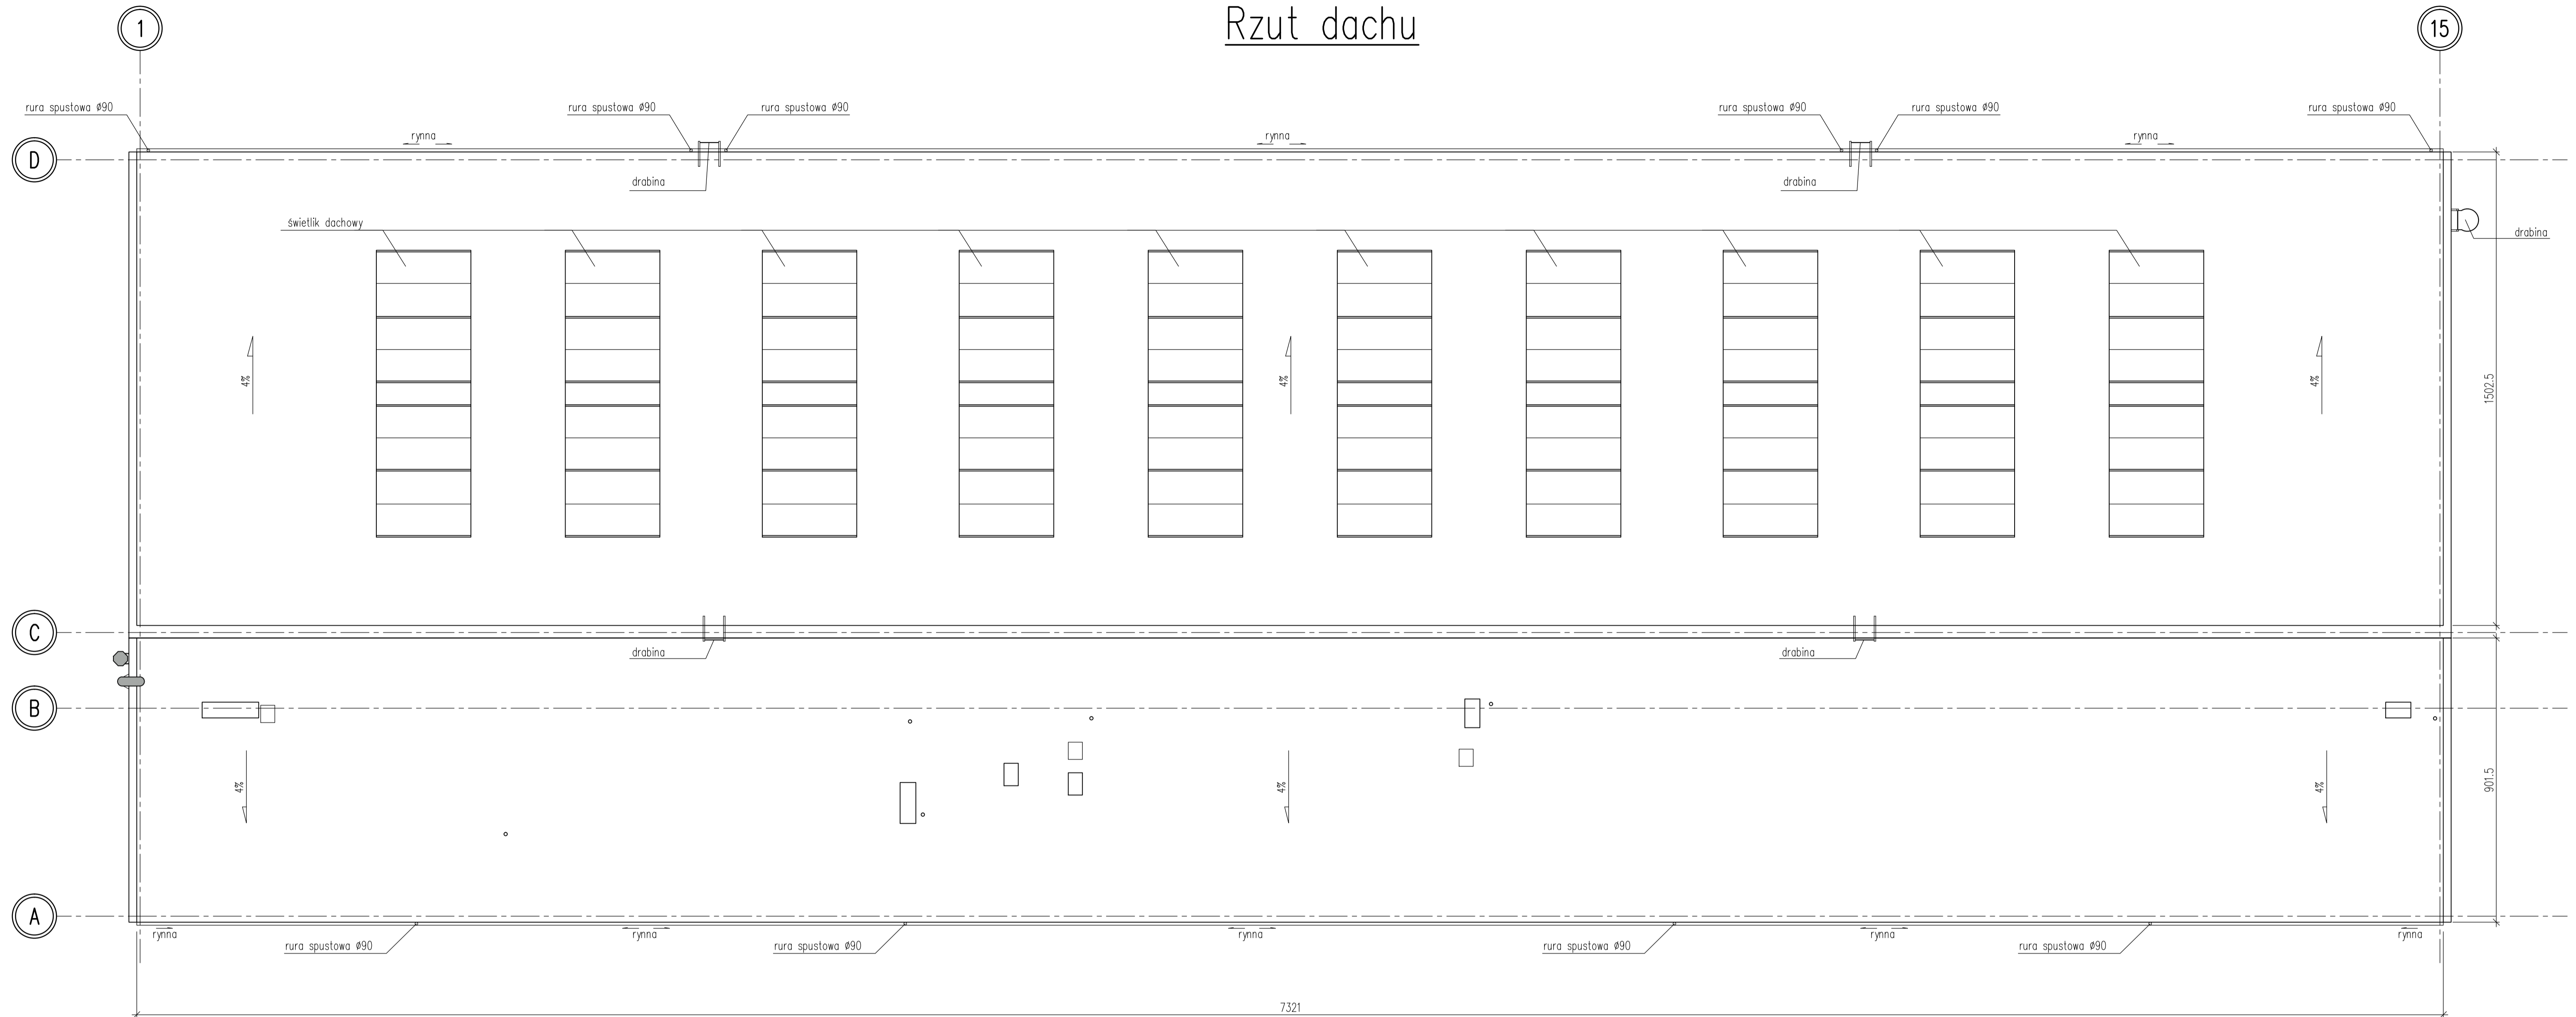 Rzut dachu
1
15
rura spustowa Ø90
rura spustowa Ø90
rura spustowa Ø90
rura spustowa Ø90
rura spustowa Ø90
rura spustowa Ø90
rynna
rynna
rynna
D
drabina
drabina
świetlik dachowy
drabina
4%
4%
4%
1502.5
C
drabina
drabina
B
4%
4%
4%
901.5
A
rynna
rynna
rynna
rynna
rynna
rura spustowa Ø90
rura spustowa Ø90
rura spustowa Ø90
rura spustowa Ø90
7321